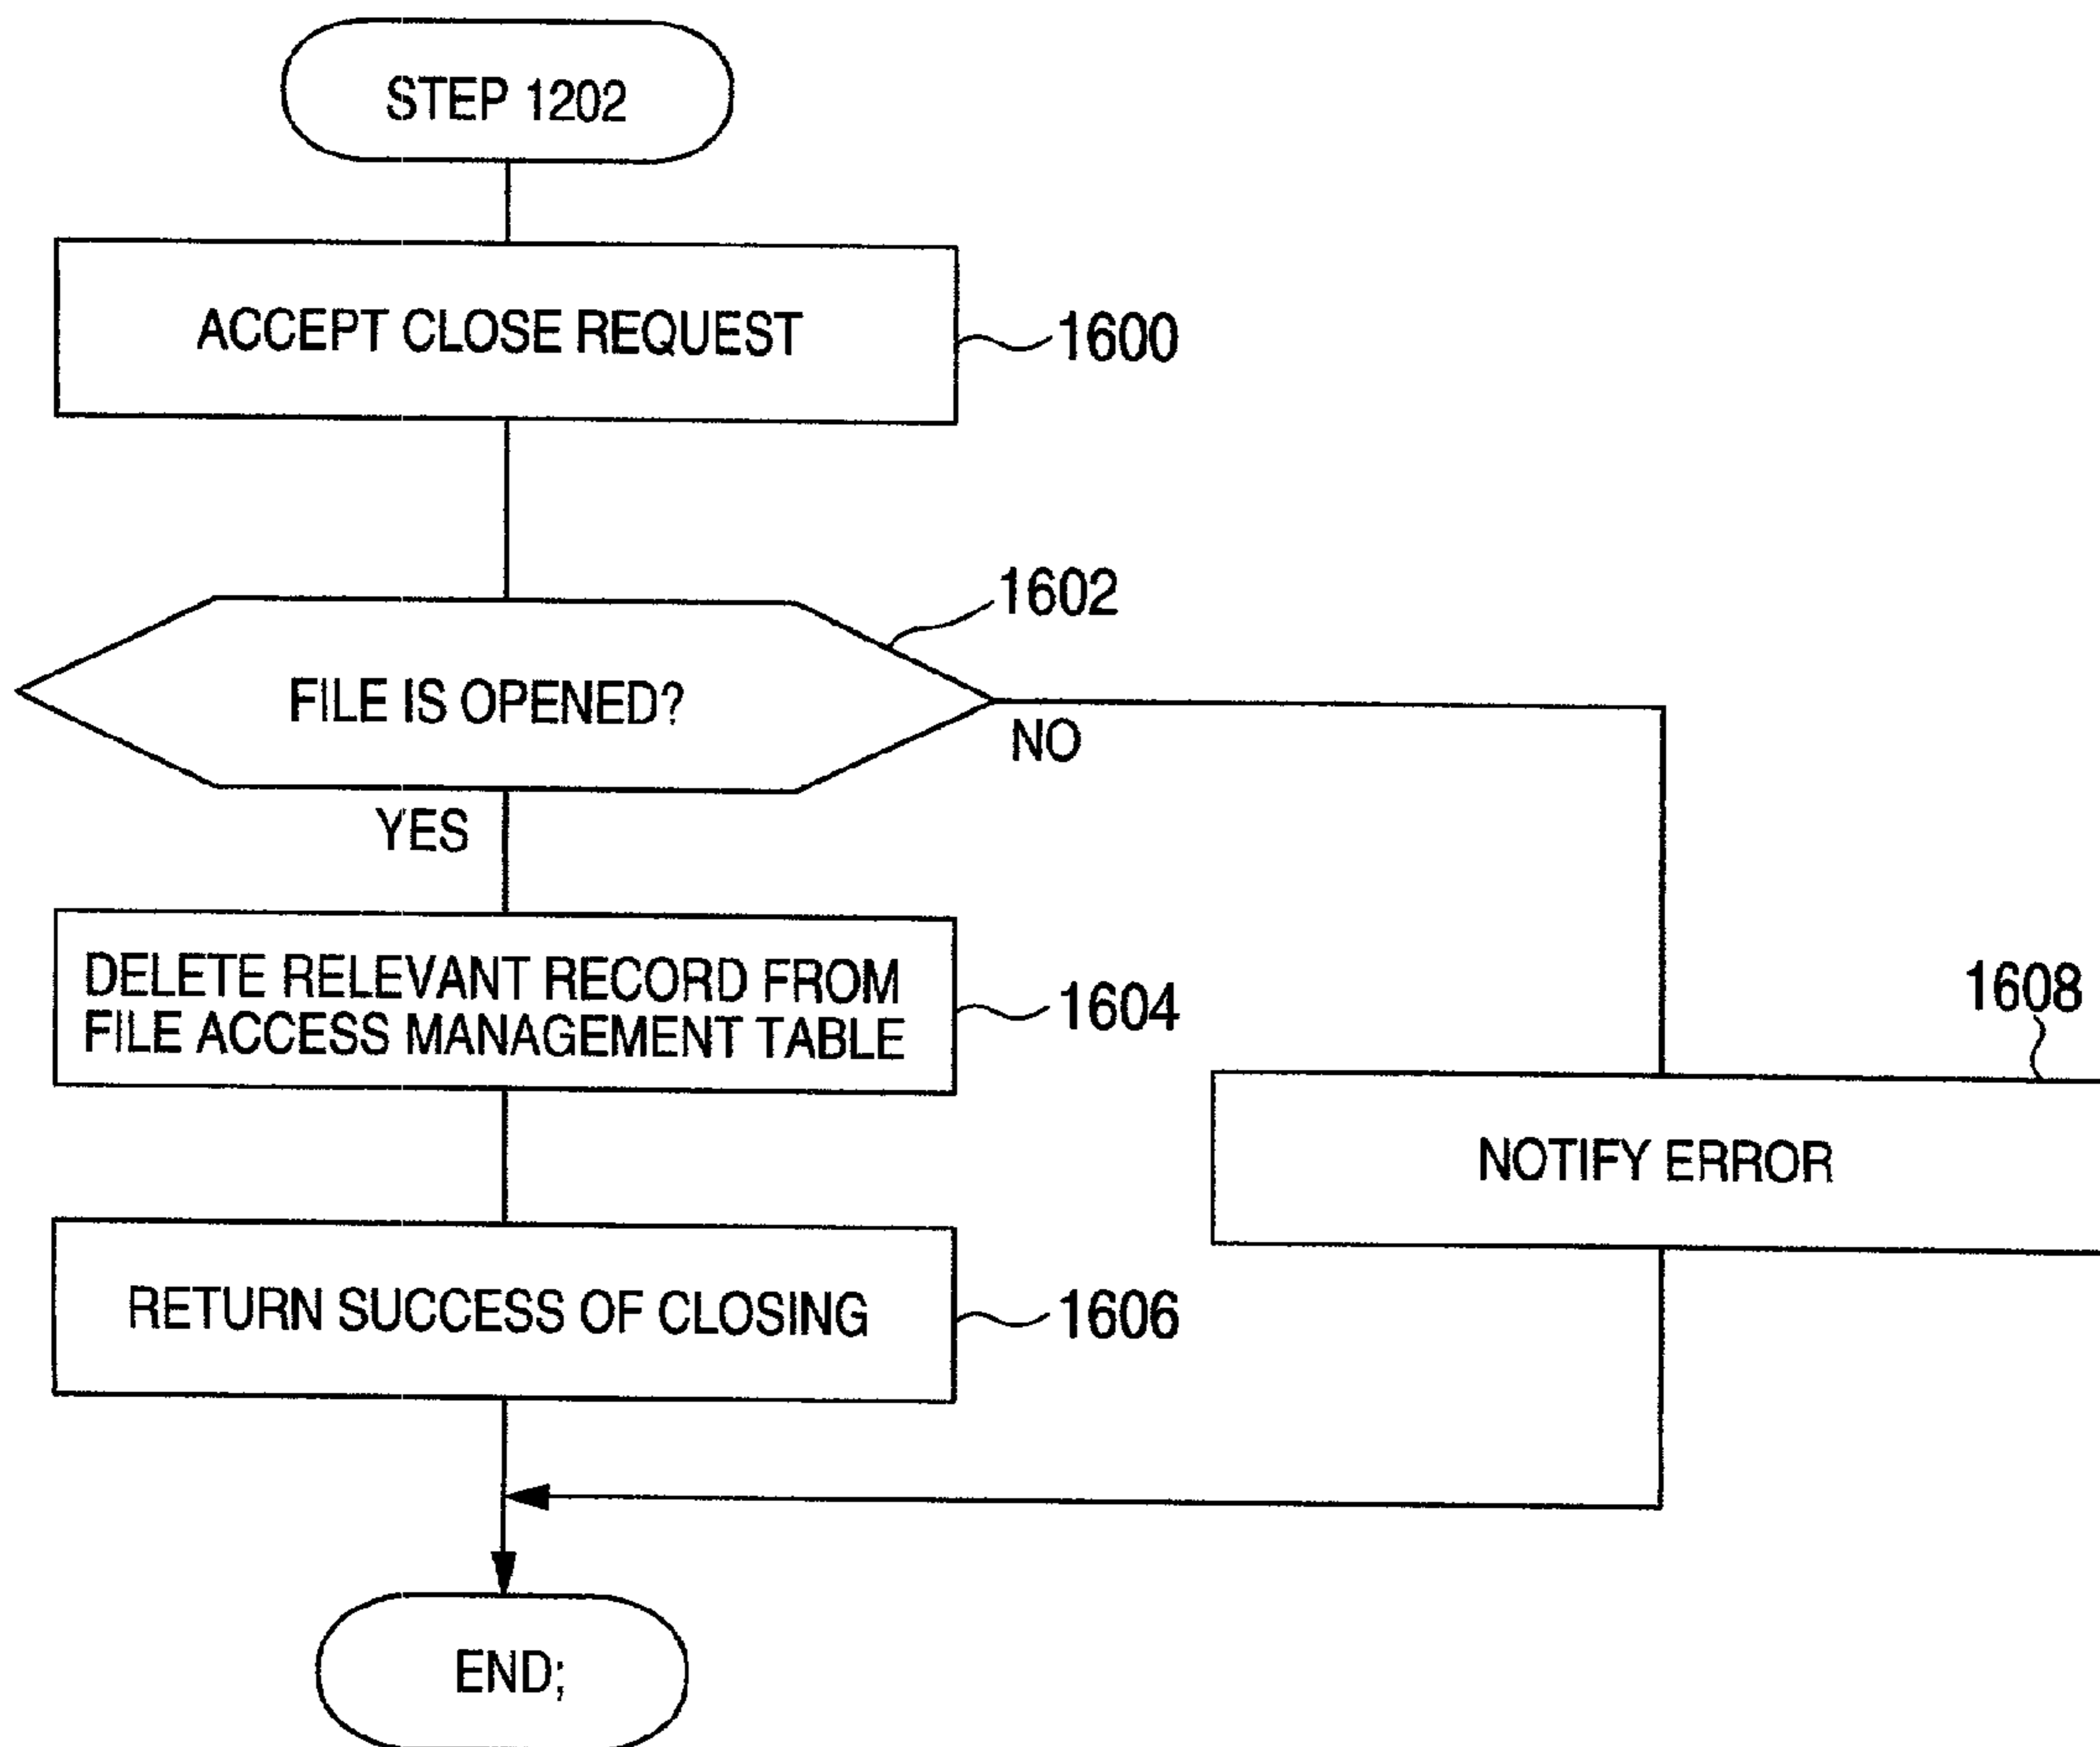 STEP 1202
ACCEPT CLOSE REQUEST
1600
1602
FILE IS OPENED?
NO
YES
DELETE RELEVANT RECORD FROM
FILE ACCESS MANAGEMENT TABLE
1604
1608
NOTIFY ERROR
RETURN SUCCESS OF CLOSING
1606
END;